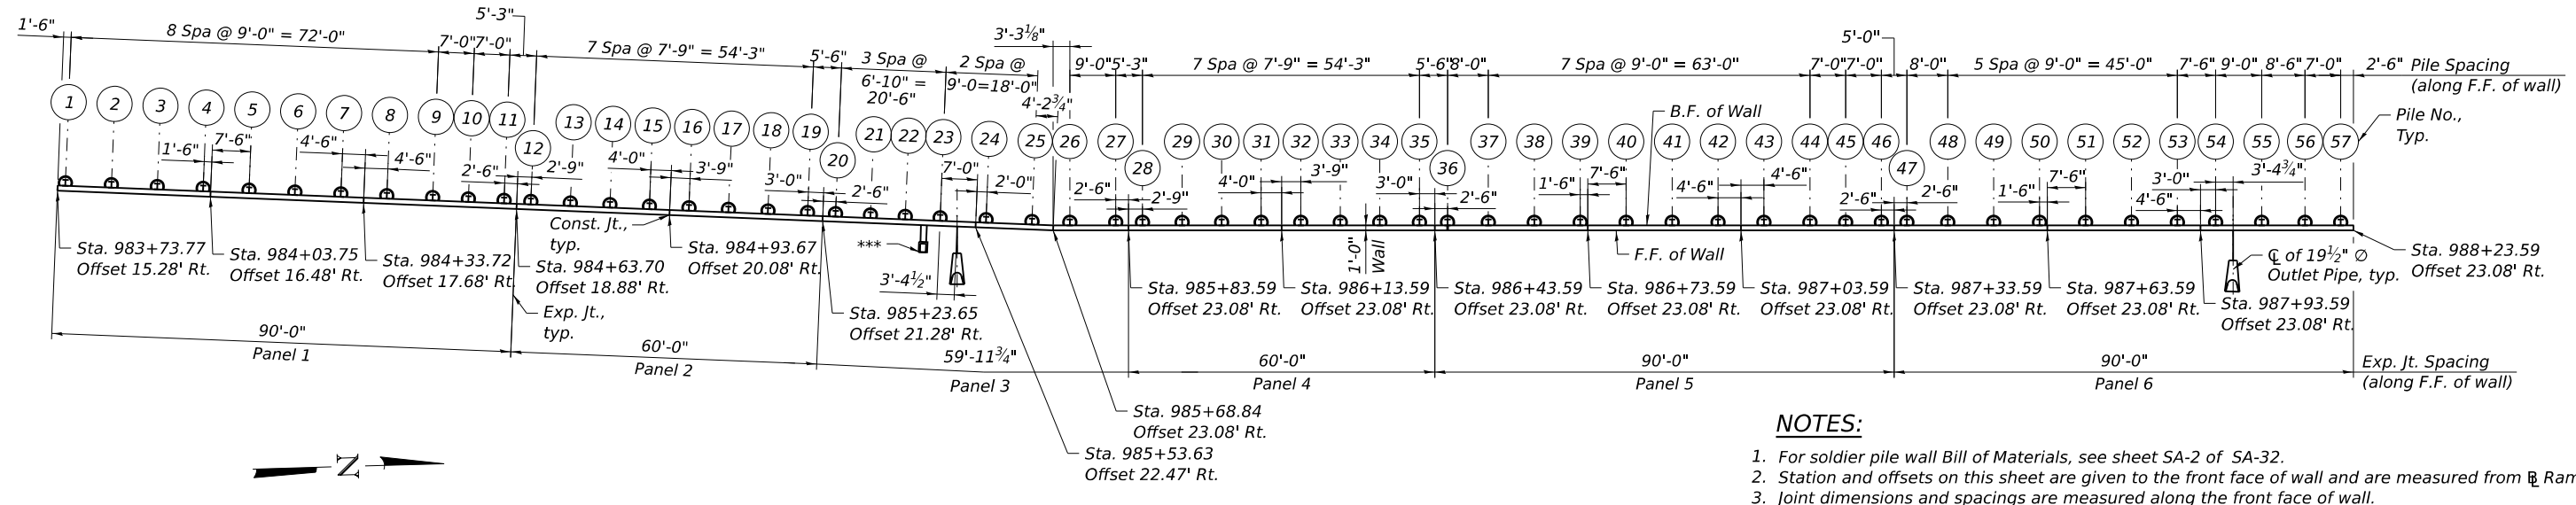 1'-6"
8 Spa @ 9'-0" = 72'-0"
7'-0"
7'-0"
5'-3"
7 Spa @ 7'-9" = 54'-3"
5'-6"
3 Spa @
6'-10" =
20'-6"
2 Spa @
9'-0=18'-0"
4'-2¾"
3'-3⅛"
9'-0"
5'-3"
7 Spa @ 7'-9" = 54'-3"
5'-6"
8'-0"
7 Spa @ 9'-0" = 63'-0"
7'-0"
7'-0"
5'-0"
8'-0"
5 Spa @ 9'-0" = 45'-0"
7'-6"
9'-0"
8'-6"
7'-0"
2'-6"
Pile Spacing
(along F.F. of wall)
1
2
3
4
5
6
7
8
9
10
11
12
13
14
15
16
17
18
19
20
21
22
23
24
25
26
27
28
29
30
31
32
33
34
35
36
37
38
39
40
41
42
43
44
45
46
47
48
49
50
51
52
53
54
55
56
57
Pile No.,
Typ.
B.F. of Wall
1'-6"
7'-6"
4'-6"
4'-6"
2'-6"
2'-9"
4'-0"
3'-9"
3'-0"
2'-6"
7'-0"
2'-0"
2'-6"
2'-9"
4'-0"
3'-9"
3'-0"
2'-6"
1'-6"
7'-6"
4'-6"
4'-6"
2'-6"
2'-6"
1'-6"
7'-6"
4'-6"
3'-0"
3'-4¾"
Const. Jt.,
typ.
***
3'-4½"
1'-0"
Wall
F.F. of Wall
℄ of 19½" ∅
Outlet Pipe, typ.
Sta. 983+73.77
Offset 15.28' Rt.
Sta. 984+03.75
Offset 16.48' Rt.
Sta. 984+33.72
Offset 17.68' Rt.
Sta. 984+63.70
Offset 18.88' Rt.
Sta. 984+93.67
Offset 20.08' Rt.
Exp. Jt.,
typ.
Sta. 985+23.65
Offset 21.28' Rt.
Sta. 985+83.59
Offset 23.08' Rt.
Sta. 986+13.59
Offset 23.08' Rt.
Sta. 986+43.59
Offset 23.08' Rt.
Sta. 986+73.59
Offset 23.08' Rt.
Sta. 987+03.59
Offset 23.08' Rt.
Sta. 987+33.59
Offset 23.08' Rt.
Sta. 987+63.59
Offset 23.08' Rt.
Sta. 987+93.59
Offset 23.08' Rt.
Sta. 988+23.59
Offset 23.08' Rt.
90'-0"
Panel 1
60'-0"
Panel 2
59'-11¾"
Panel 3
60'-0"
Panel 4
90'-0"
Panel 5
90'-0"
Panel 6
Exp. Jt. Spacing
(along F.F. of wall)
Sta. 985+68.84
Offset 23.08' Rt.
Sta. 985+53.63
Offset 22.47' Rt.
N
NOTES:
1. For soldier pile wall Bill of Materials, see sheet SA-2 of SA-32.
2. Station and offsets on this sheet are given to the front face of wall and are measured from ⅊ Ram
3. Joint dimensions and spacings are measured along the front face of wall.